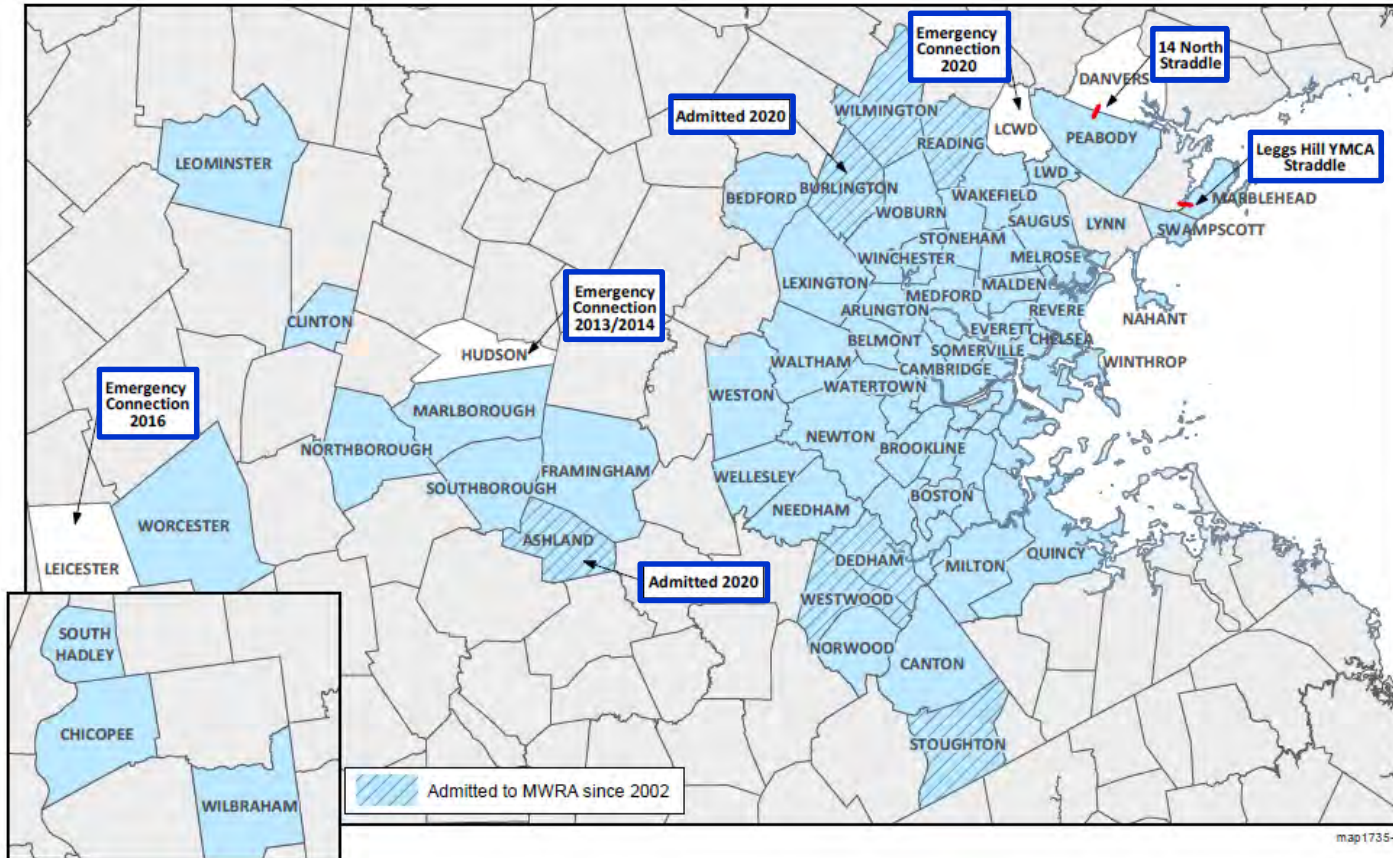 Emergency
Connection
2020
14 North
Straddle
DANVERS
WILMINGTON
Admitted 2020
LCWD
READING
PEABODY
Leggs Hill YMCA
Straddle
LEOMINSTER
LWD
BEDFORD
BURLINGTON
WAKEFIELD
MARBLEHEAD
WOBURN
SAUGUS
LYNN
SWAMPSCOTT
STONEHAM
WINCHESTER
MELROSE
LEXINGTON
MALDEN
MEDFORD
Emergency
Connection
2013/2014
ARLINGTON
REVERE
NAHANT
CLINTON
EVERETT
CHELSEA
BELMONT
SOMERVILLE
HUDSON
WALTHAM
CAMBRIDGE
WINTHROP
WATERTOWN
Emergency
Connection
2016
WESTON
MARLBOROUGH
NEWTON
BROOKLINE
NORTHBOROUGH
FRAMINGHAM
WELLESLEY
SOUTHBOROUGH
BOSTON
NEEDHAM
WORCESTER
ASHLAND
QUINCY
DEDHAM
MILTON
LEICESTER
Admitted 2020
WESTWOOD
SOUTH
HADLEY
NORWOOD
CANTON
CHICOPEE
STOUGHTON
Admitted to MWRA since 2002
WILBRAHAM
map1735-